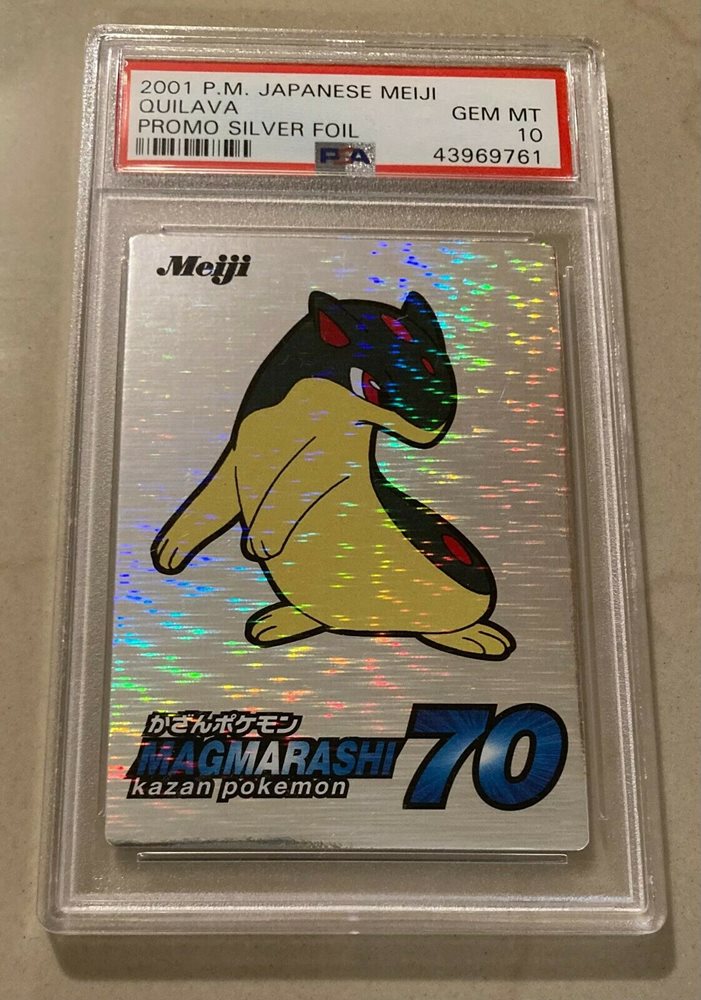 2001 P.M. JAPANESE MEIJI
QUILAVA GEM MT
PROMO SILVER FOIL 10
PSA 43969761
Meiji
かざんポケモン
MAGMARASHI 70
kazan pokemon